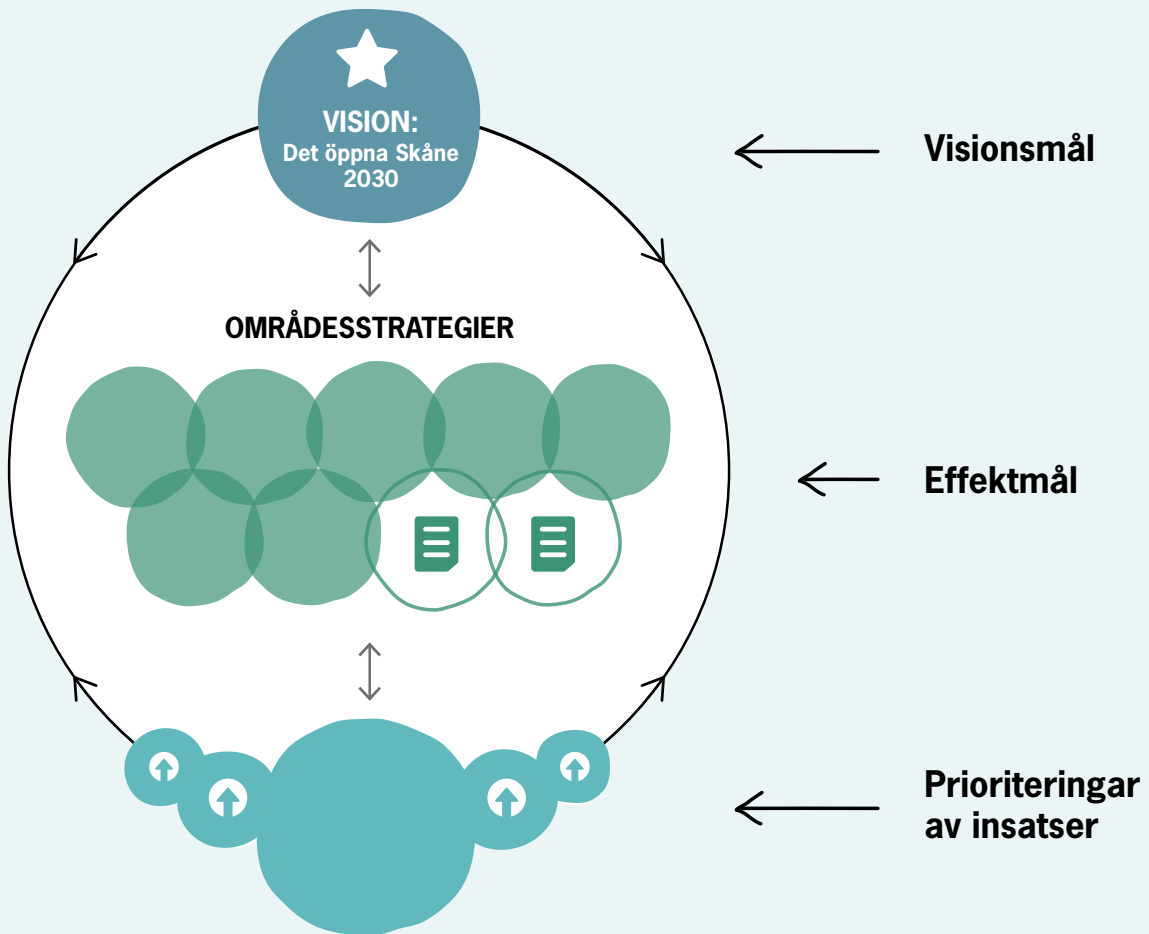 VISION:
Det öppna Skåne
2030
Visionsmål
OMRÅDESSTRATEGIER
Effektmål
Prioriteringar
av insatser